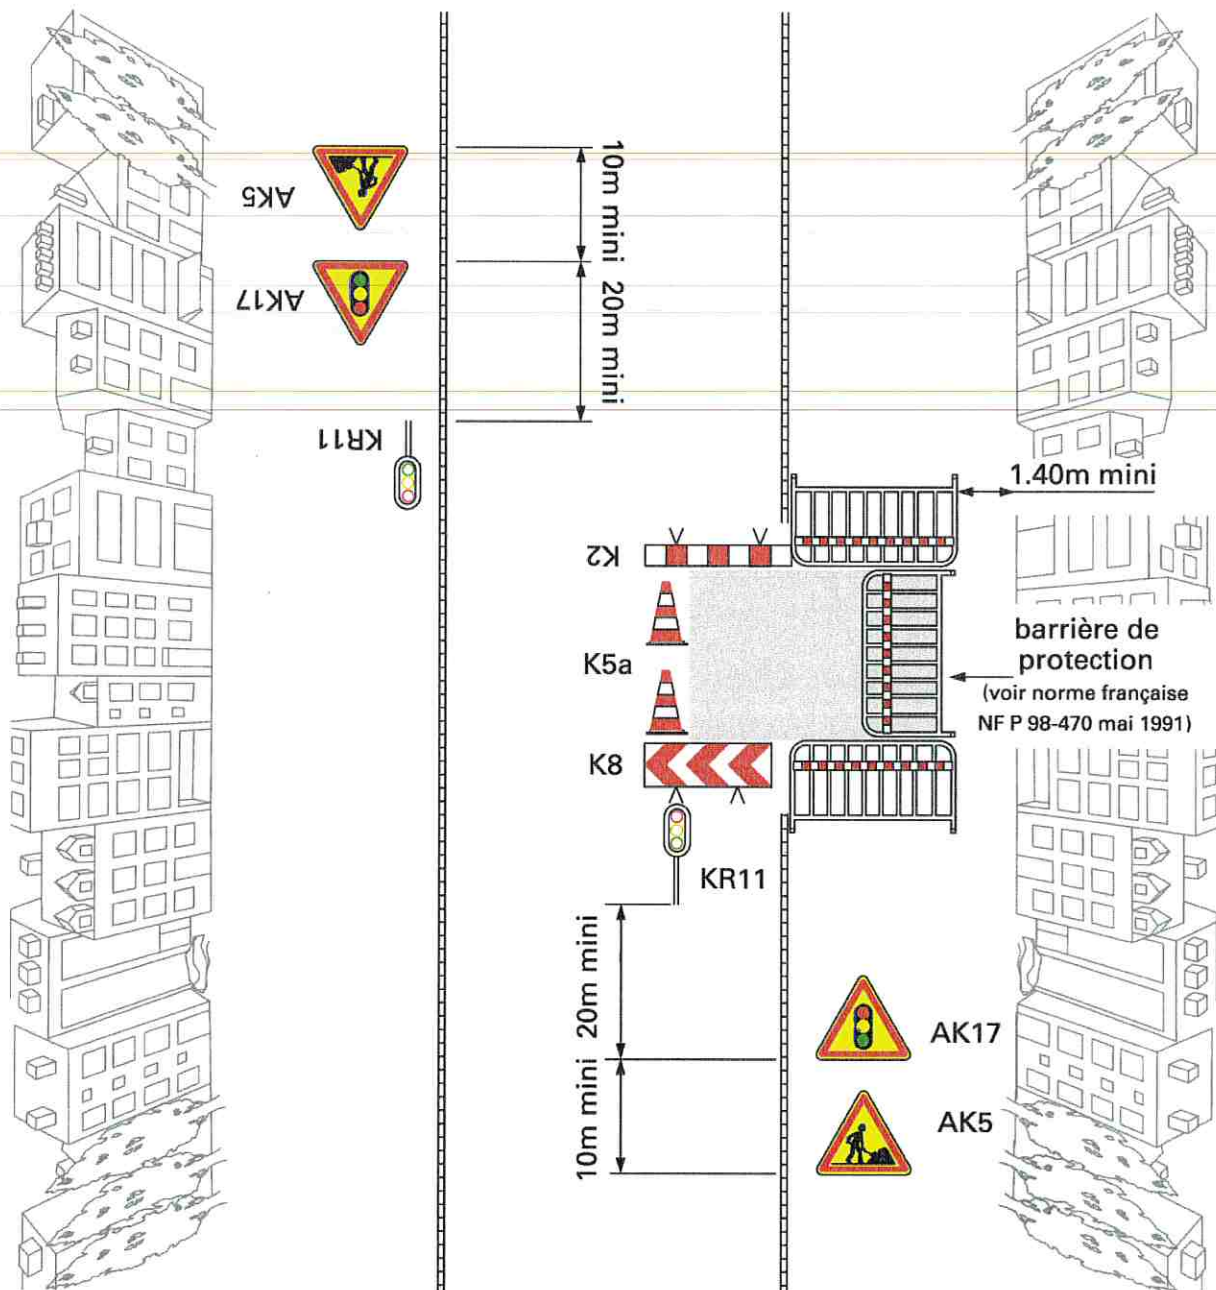 AK5
10m mini
AK17
20m mini
KR11
1.40m mini
K2
barrière de
protection
(voir norme française
NF P 98-470 mai 1991)
K5a
K8
KR11
20m mini
AK17
10m mini
AK5